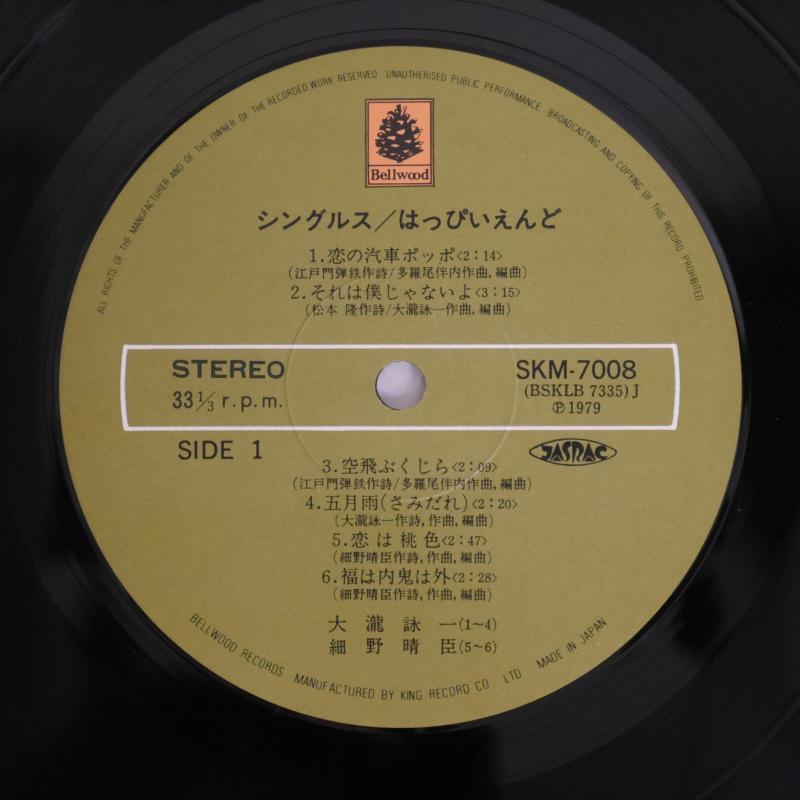 ALL RIGHTS OF THE MANUFACTURER AND OF THE OWNER OF THE RECORDED WORK RESERVED UNAUTHORISED PUBLIC PERFORMANCE BROADCASTING AND COPYING OF THIS RECORD PROHIBITED
Bellwood
シングルス/はっぴいえんど
1.恋の汽車ポッポ<2:14>
(江戸門弾鉄作詩/多羅尾伴内作曲,編曲)
2.それは僕じゃないよ<3:15>
(松本 隆作詩/大瀧詠一作曲,編曲)
STEREO
33⅓ r.p.m.
SKM-7008
(BSKLB 7335) J
Ⓟ1979
SIDE 1
JASRAC
3.空飛ぶくじら<2:09>
(江戸門弾鉄作詩/多羅尾伴内作曲,編曲)
4.五月雨(さみだれ)<2:20>
(大瀧詠一作詩,作曲,編曲)
5.恋は桃色<2:47>
(細野晴臣作詩,作曲,編曲)
6.福は内鬼は外<2:28>
(細野晴臣作詩,作曲,編曲)
大瀧詠一(1~4)
細野晴臣(5~6)
BELLWOOD RECORDS MANUFACTURED BY KING RECORD CO. LTD MADE IN JAPAN